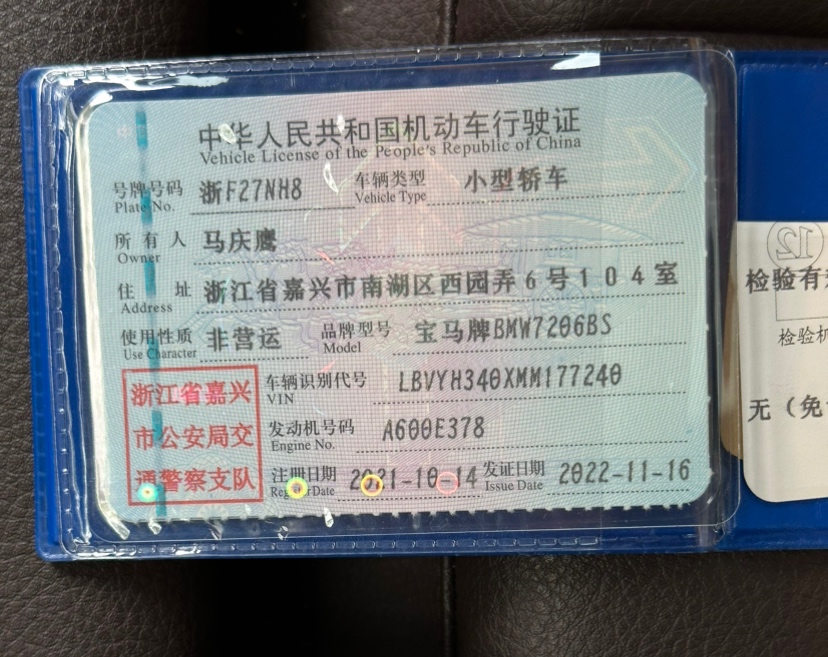 中华人民共和国机动车行驶证
Vehicle License of the People's Republic of China
号牌号码 浙F27NH8 车辆类型 小型轿车
Plate No. Vehicle Type
所有人 马庆鹰
Owner
住址 浙江省嘉兴市南湖区西园弄6号104室
Address
使用性质 非营运 品牌型号 宝马牌BMW7206BS
Use Character Model
浙江省嘉兴
市公安局交
通警察支队
车辆识别代号 LBVYH340XMM177240
VIN
发动机号码 A600E378
Engine No.
注册日期 2021-10-14 发证日期 2022-11-16
Register Date Issue Date
12
检验有
检验机
无（免